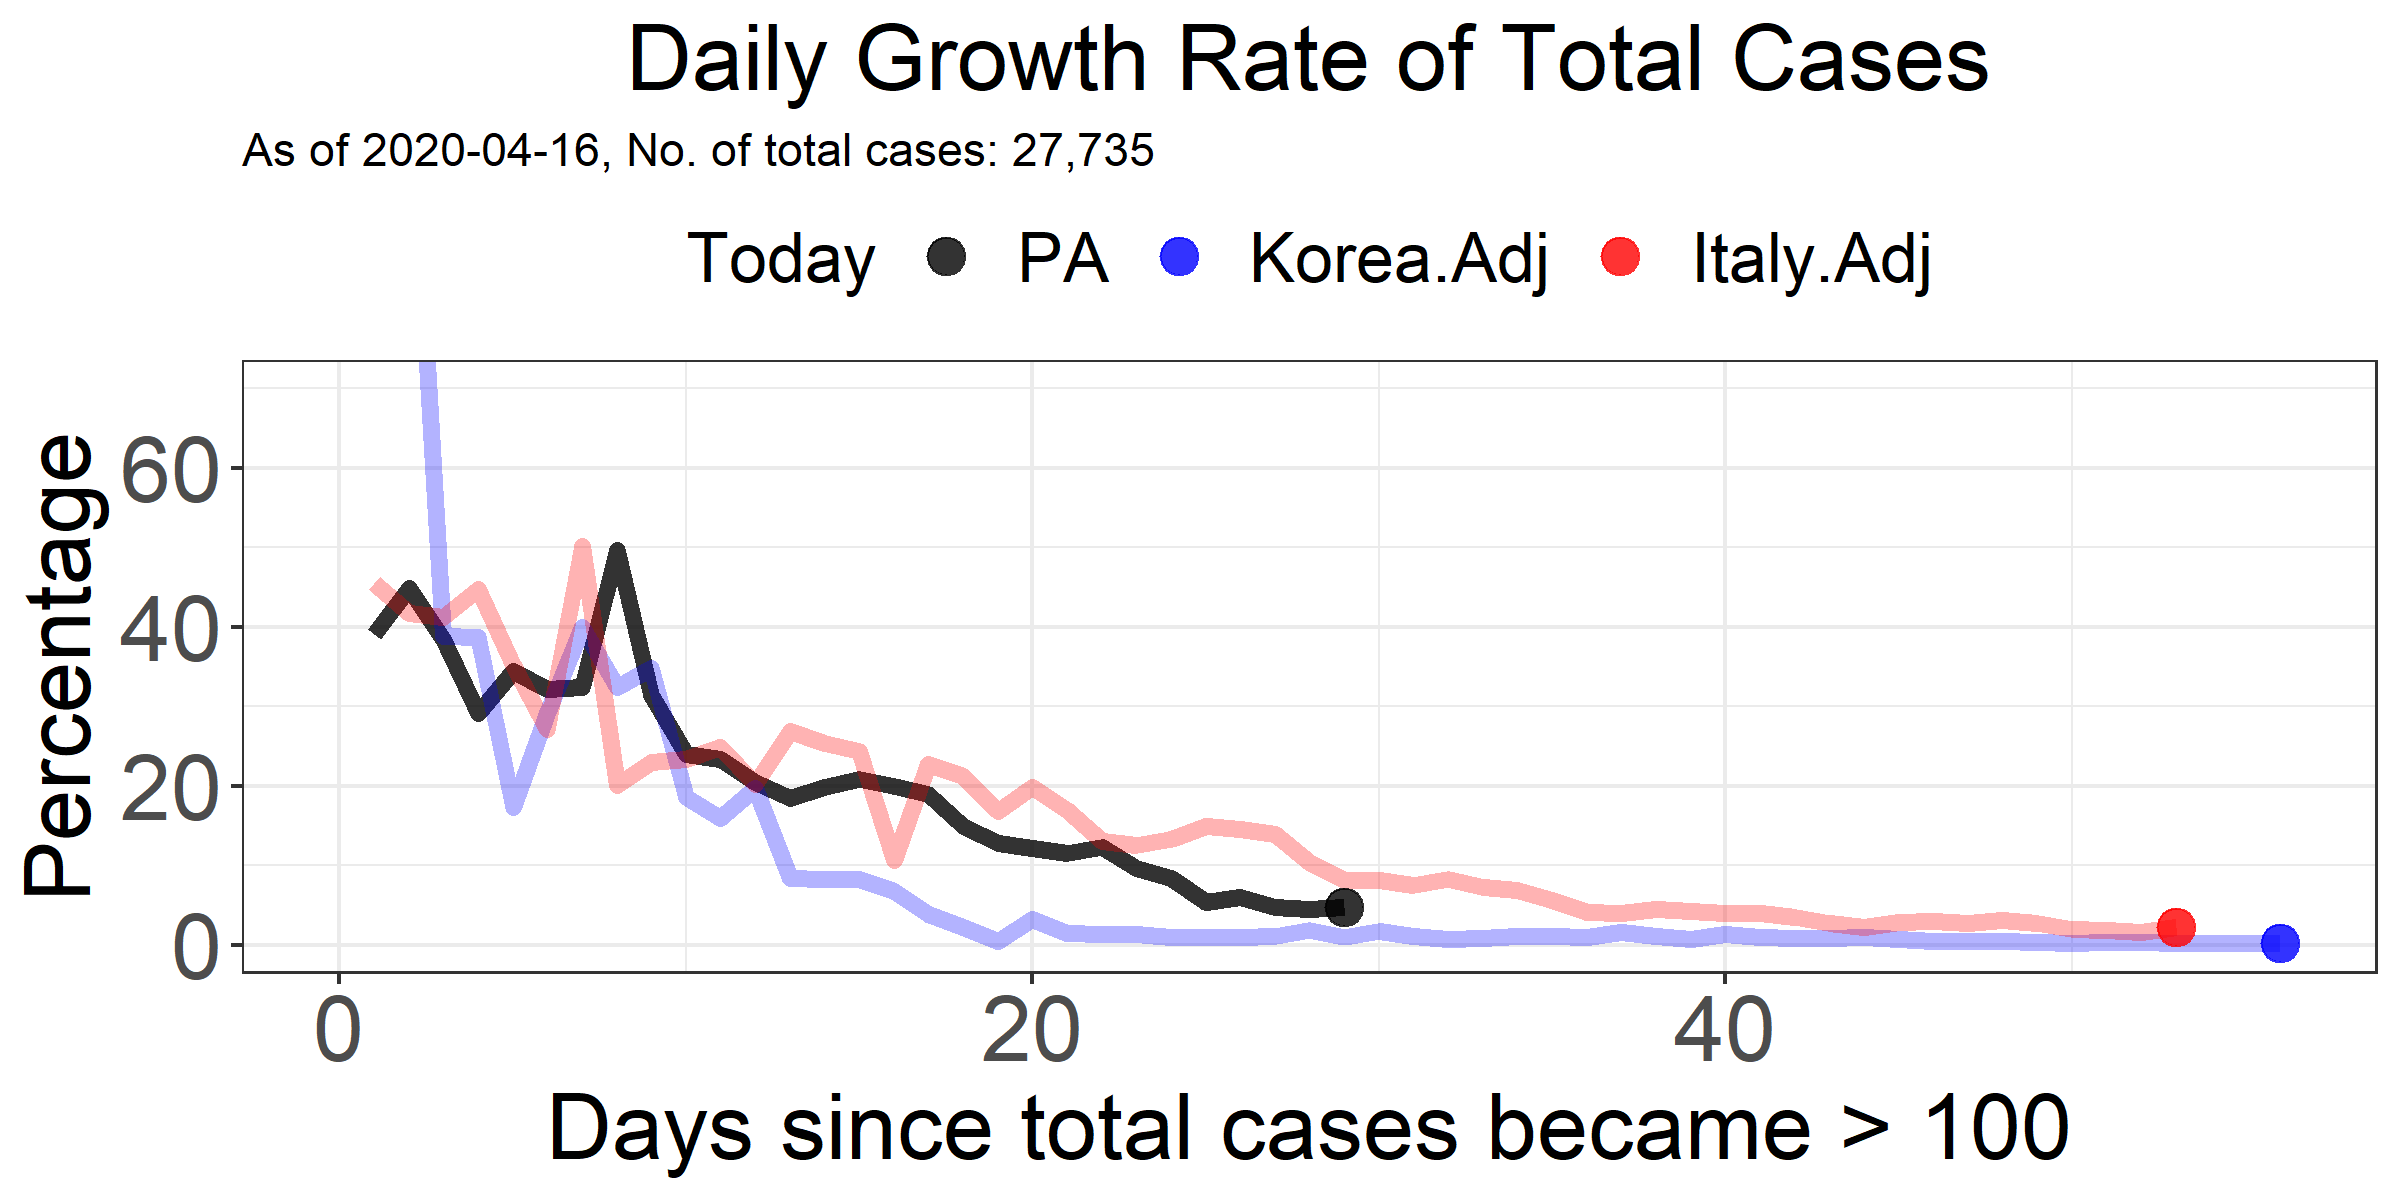 Daily Growth Rate of Total Cases
As of 2020-04-16, No. of total cases: 27,735
Today PA Korea.Adj Italy.Adj
Percentage
60
40
20
0
0 20 40
Days since total cases became > 100